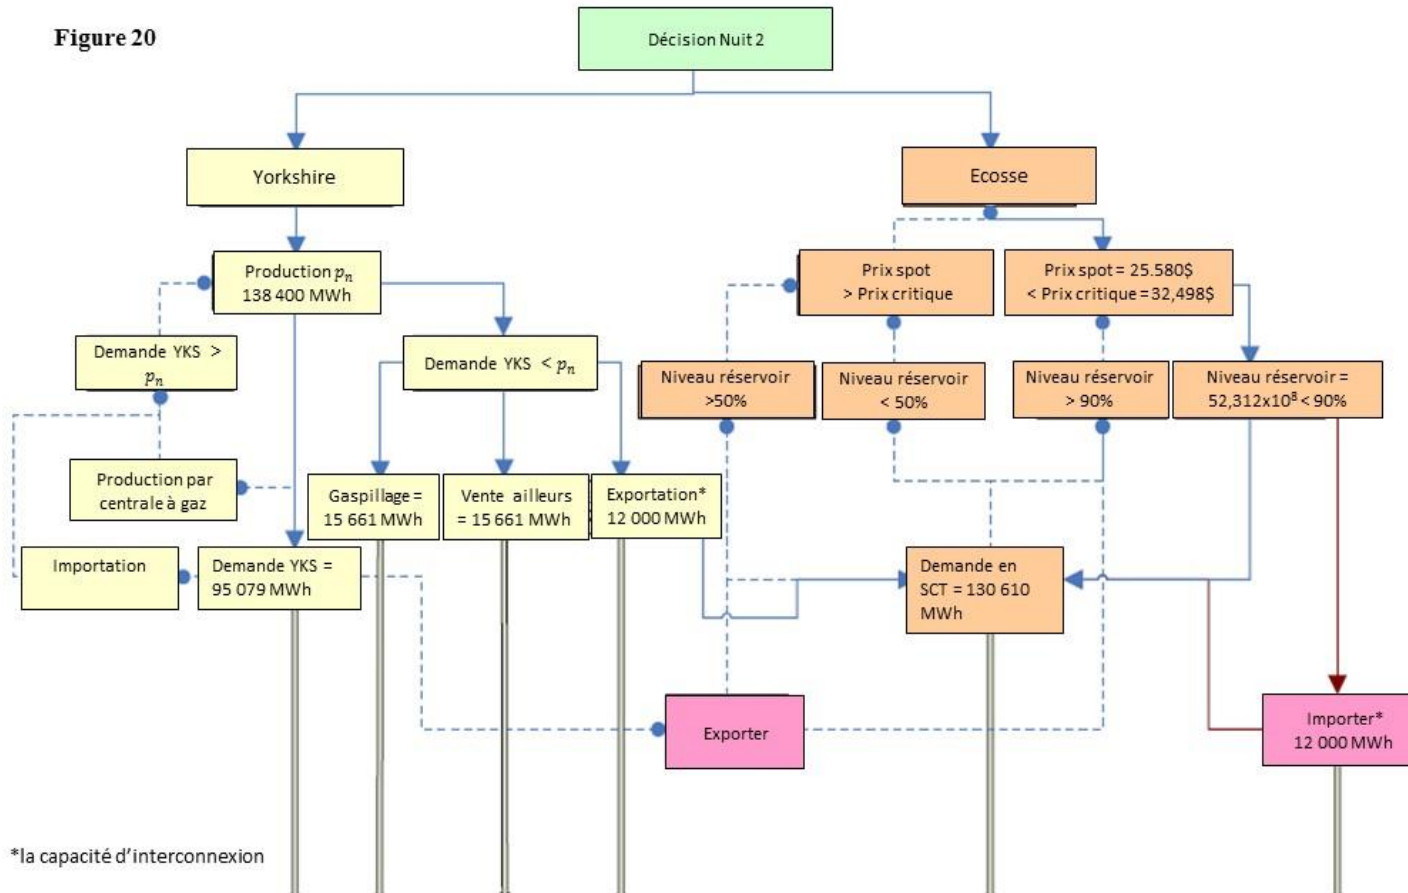 Figure 20
Décision Nuit 2
Yorkshire
Ecosse
Production pₙ
138 400 MWh
Prix spot
> Prix critique
Prix spot = 25.580$
< Prix critique = 32,498$
Demande YKS >
pₙ
Demande YKS < pₙ
Niveau réservoir
>50%
Niveau réservoir
< 50%
Niveau réservoir
> 90%
Niveau réservoir =
52,312x10⁸ < 90%
Production par
centrale à gaz
Gaspillage =
15 661 MWh
Vente ailleurs
= 15 661 MWh
Exportation*
12 000 MWh
Importation
Demande YKS =
95 079 MWh
Demande en
SCT = 130 610
MWh
Exporter
Importer*
12 000 MWh
*la capacité d'interconnexion